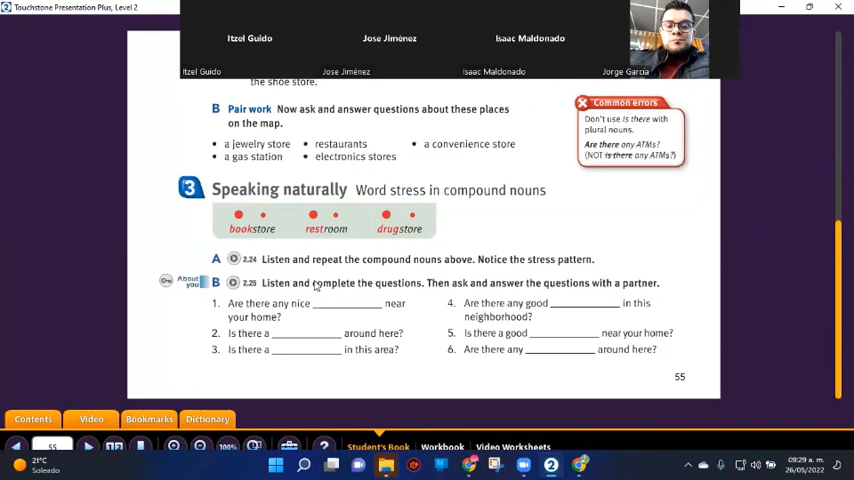 Touchstone Presentation Plus, Level 2
Itzel Guido
Jose Jiménez
Isaac Maldonado
Itzel Guido
Jose Jiménez
Isaac Maldonado
Jorge García
the shoe store.
B Pair work Now ask and answer questions about these places
on the map.
• a jewelry store • restaurants • a convenience store
• a gas station • electronics stores
Common errors
Don't use is there with
plural nouns.
Are there any ATMs?
(NOT is there any ATMs?)
3 Speaking naturally Word stress in compound nouns
bookstore restroom drugstore
A 2.24 Listen and repeat the compound nouns above. Notice the stress pattern.
About
you
B 2.25 Listen and complete the questions. Then ask and answer the questions with a partner.
1. Are there any nice ____________ near
your home?
2. Is there a ____________ around here?
3. Is there a ____________ in this area?
4. Are there any good ____________ in this
neighborhood?
5. Is there a good ____________ near your home?
6. Are there any ____________ around here?
55
Contents Video Bookmarks Dictionary
55 1 2 100% ? Student's Book Workbook Video Worksheets
21°C
Soleado
2
09:29 a. m.
26/05/2022